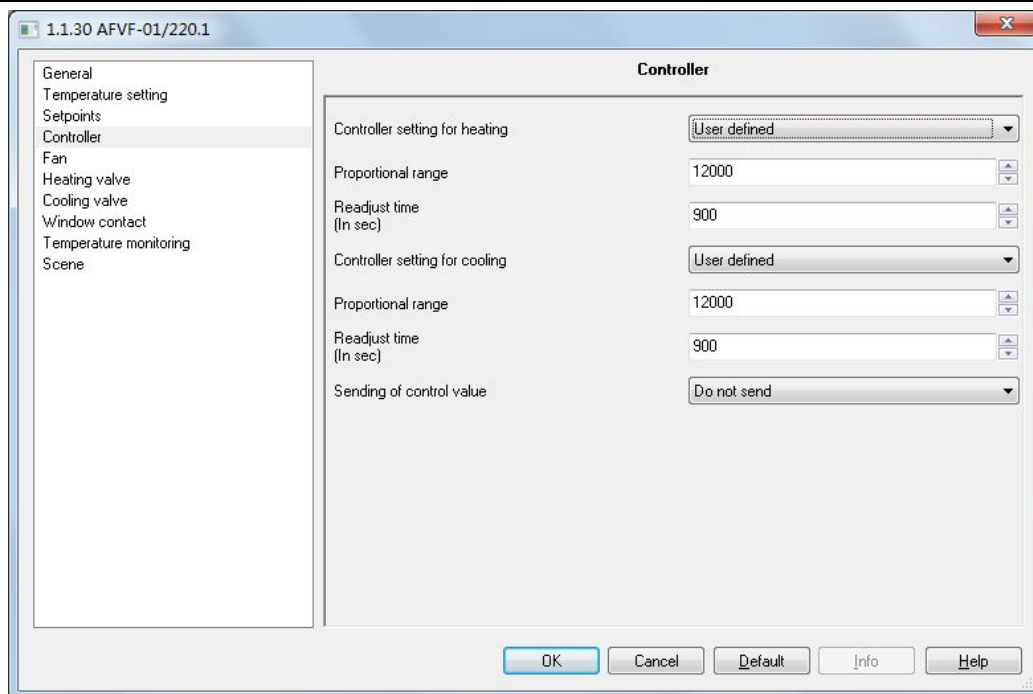 1.1.30 AFVF-01/220.1
General
Temperature setting
Setpoints
Controller
Fan
Heating valve
Cooling valve
Window contact
Temperature monitoring
Scene
Controller
Controller setting for heating
User defined
Proportional range
12000
Readjust time
(In sec)
900
Controller setting for cooling
User defined
Proportional range
12000
Readjust time
(In sec)
900
Sending of control value
Do not send
OK
Cancel
Default
Info
Help